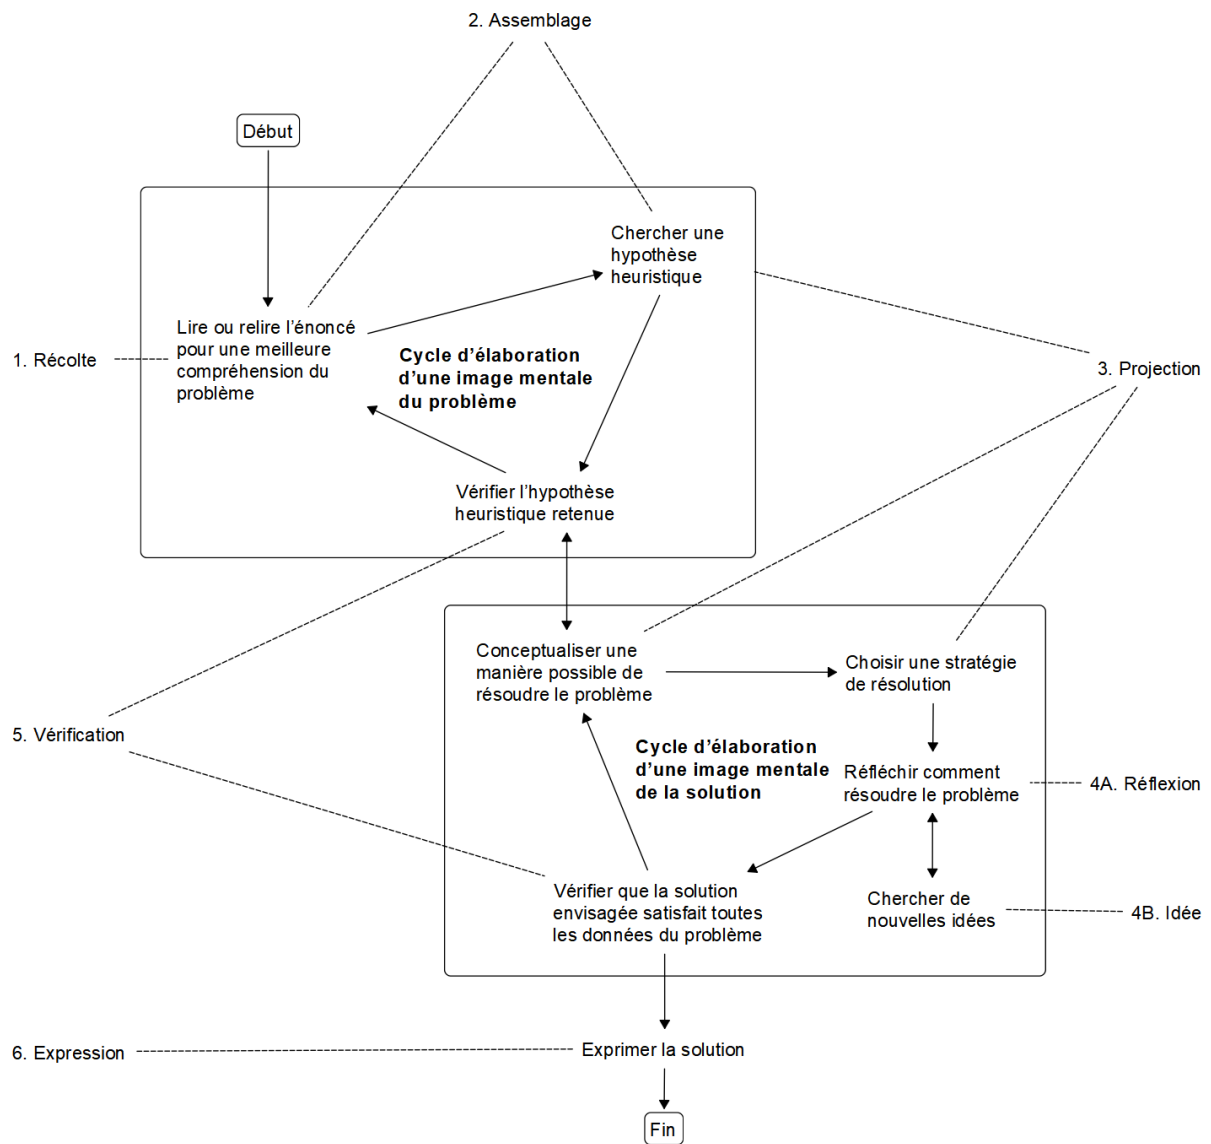 2. Assemblage
Début
Chercher une
hypothèse
heuristique
Lire ou relire l’énoncé
pour une meilleure
compréhension du
problème
1. Récolte
Cycle d’élaboration
d’une image mentale
du problème
3. Projection
Vérifier l’hypothèse
heuristique retenue
Conceptualiser une
manière possible de
résoudre le problème
Choisir une stratégie
de résolution
5. Vérification
Cycle d’élaboration
d’une image mentale
de la solution
Réfléchir comment
résoudre le problème
4A. Réflexion
Vérifier que la solution
envisagée satisfait toutes
les données du problème
Chercher de
nouvelles idées
4B. Idée
6. Expression
Exprimer la solution
Fin